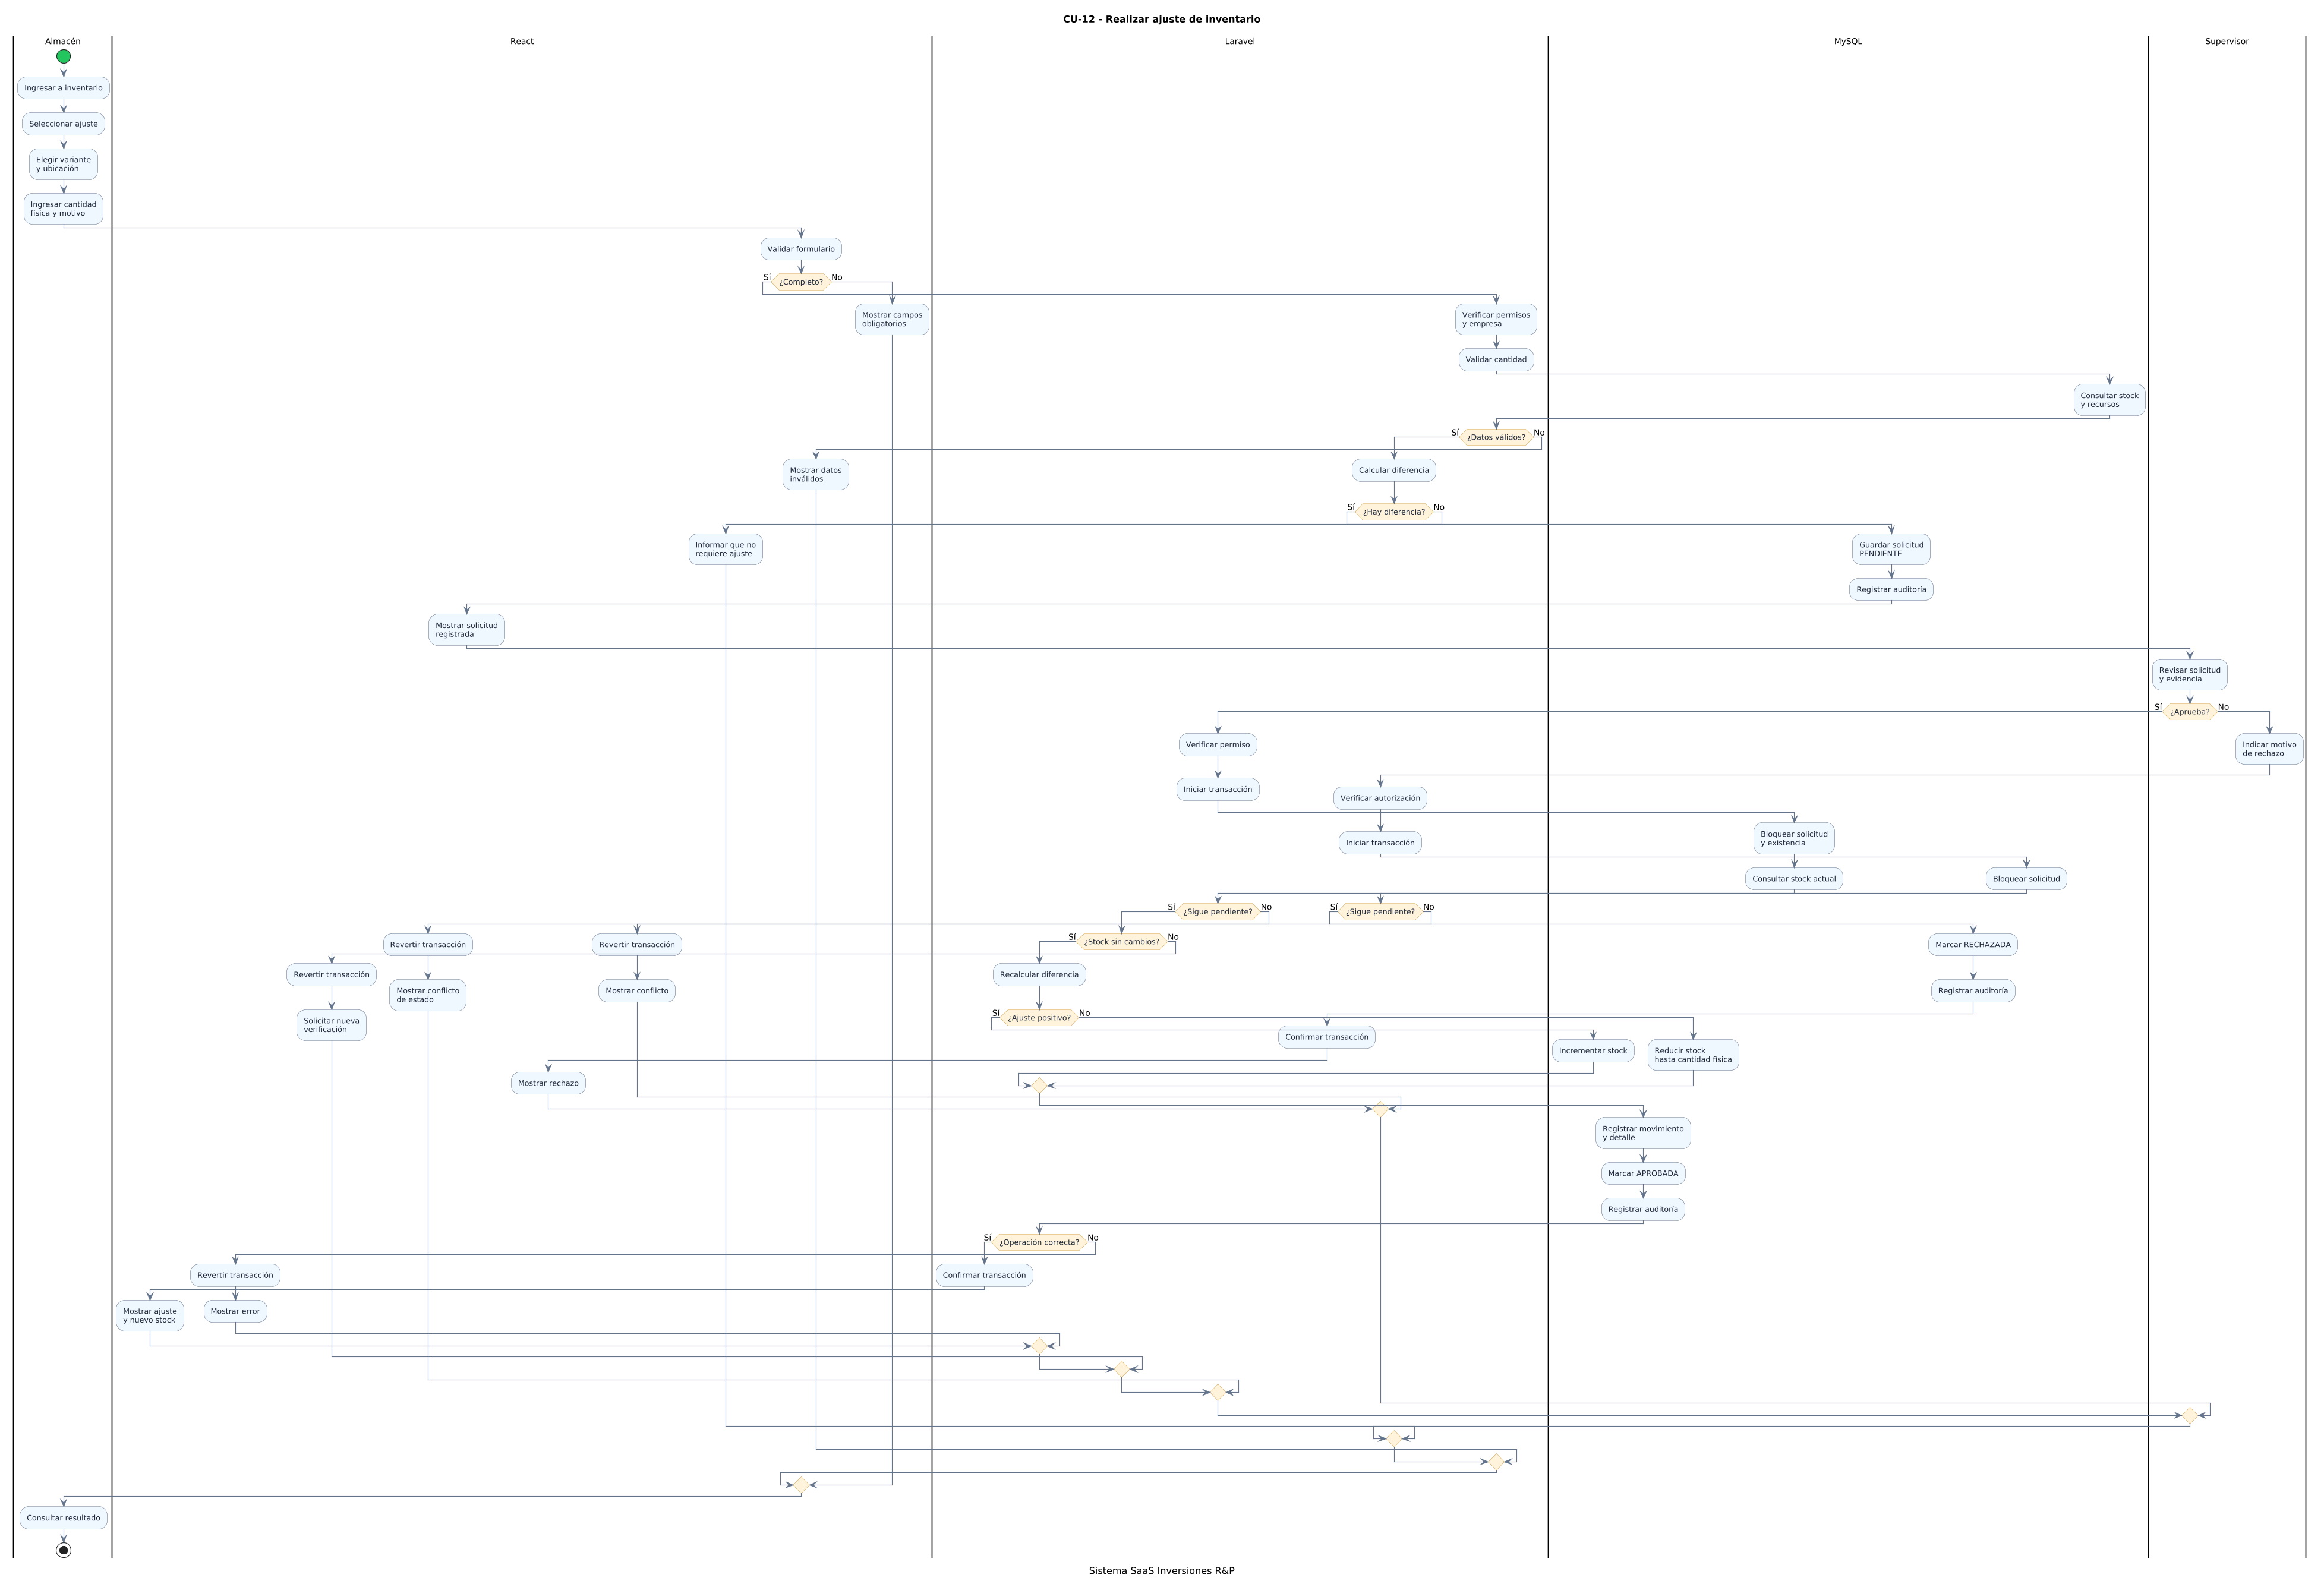 CU-12 - Realizar ajuste de inventario
Almacén
React
Laravel
MySQL
Supervisor
Ingresar a inventario
Seleccionar ajuste
Elegir variante
y ubicación
Ingresar cantidad
física y motivo
Validar formulario
Sí
¿Completo?
No
Mostrar campos
obligatorios
Verificar permisos
y empresa
Validar cantidad
Consultar stock
y recursos
Sí
¿Datos válidos?
No
Mostrar datos
inválidos
Calcular diferencia
Sí
¿Hay diferencia?
No
Informar que no
requiere ajuste
Guardar solicitud
PENDIENTE
Registrar auditoría
Mostrar solicitud
registrada
Revisar solicitud
y evidencia
Sí
¿Aprueba?
No
Verificar permiso
Indicar motivo
de rechazo
Iniciar transacción
Verificar autorización
Bloquear solicitud
y existencia
Iniciar transacción
Consultar stock actual
Bloquear solicitud
Sí
¿Sigue pendiente?
No
Sí
¿Sigue pendiente?
No
Revertir transacción
Revertir transacción
Sí
¿Stock sin cambios?
No
Marcar RECHAZADA
Revertir transacción
Recalcular diferencia
Mostrar conflicto
de estado
Mostrar conflicto
Registrar auditoría
Solicitar nueva
verificación
Sí
¿Ajuste positivo?
No
Confirmar transacción
Incrementar stock
Reducir stock
hasta cantidad física
Mostrar rechazo
Registrar movimiento
y detalle
Marcar APROBADA
Registrar auditoría
Sí
¿Operación correcta?
No
Revertir transacción
Confirmar transacción
Mostrar ajuste
y nuevo stock
Mostrar error
Consultar resultado
Sistema SaaS Inversiones R&P